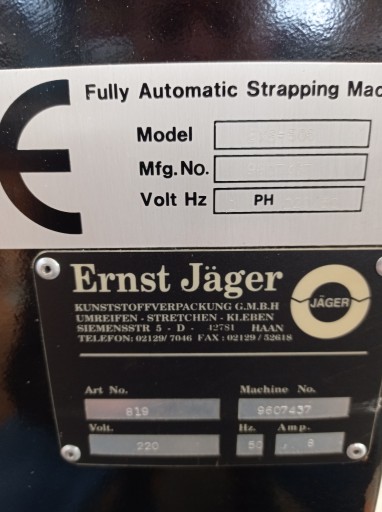 CE
Fully Automatic Strapping Mac
Model
Mfg.No.
Volt Hz PH
Ernst Jäger
JÄGER
KUNSTSTOFFVERPACKUNG G.M.B.H
UMREIFEN - STRETCHEN - KLEBEN
SIEMENSSTR 5 - D - 42781 HAAN
TELEFON: 02129/ 7046 FAX : 02129 / 52618
Art No. Machine No.
819 9607437
Volt. Hz. Amp.
220 50 , 8